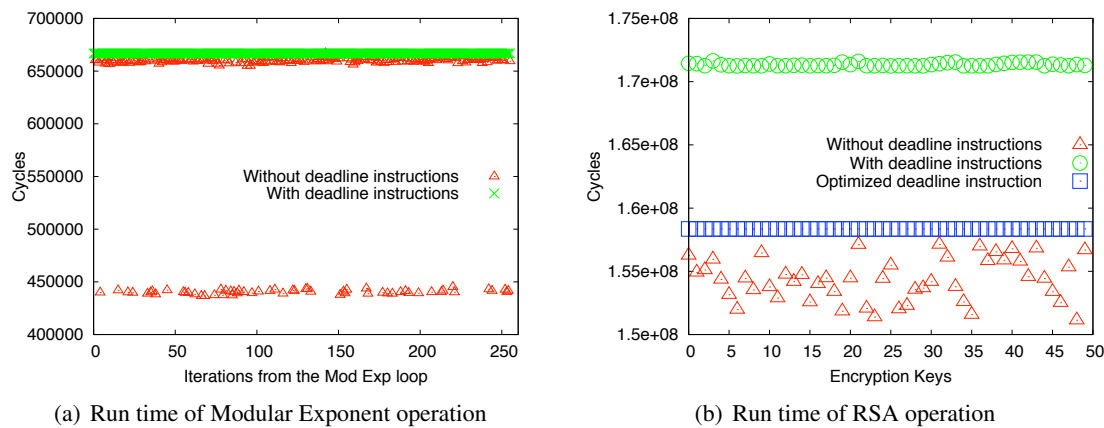 700000
650000
600000
550000
500000
450000
400000
Cycles
Without deadline instructions
With deadline instructions
0 50 100 150 200 250
Iterations from the Mod Exp loop
(a) Run time of Modular Exponent operation
1.75e+08
1.7e+08
1.65e+08
1.6e+08
1.55e+08
1.5e+08
Cycles
Without deadline instructions
With deadline instructions
Optimized deadline instruction
0 5 10 15 20 25 30 35 40 45 50
Encryption Keys
(b) Run time of RSA operation